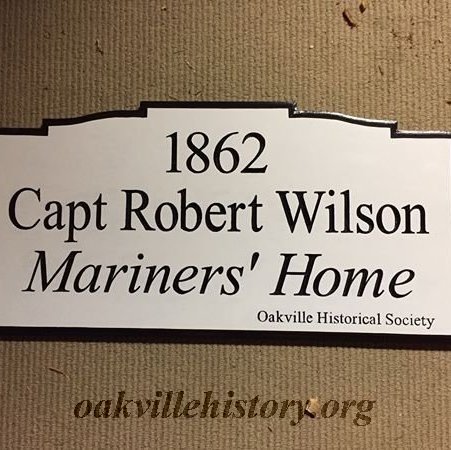 1862
Capt Robert Wilson
Mariners' Home
Oakville Historical Society
oakvillehistory.org